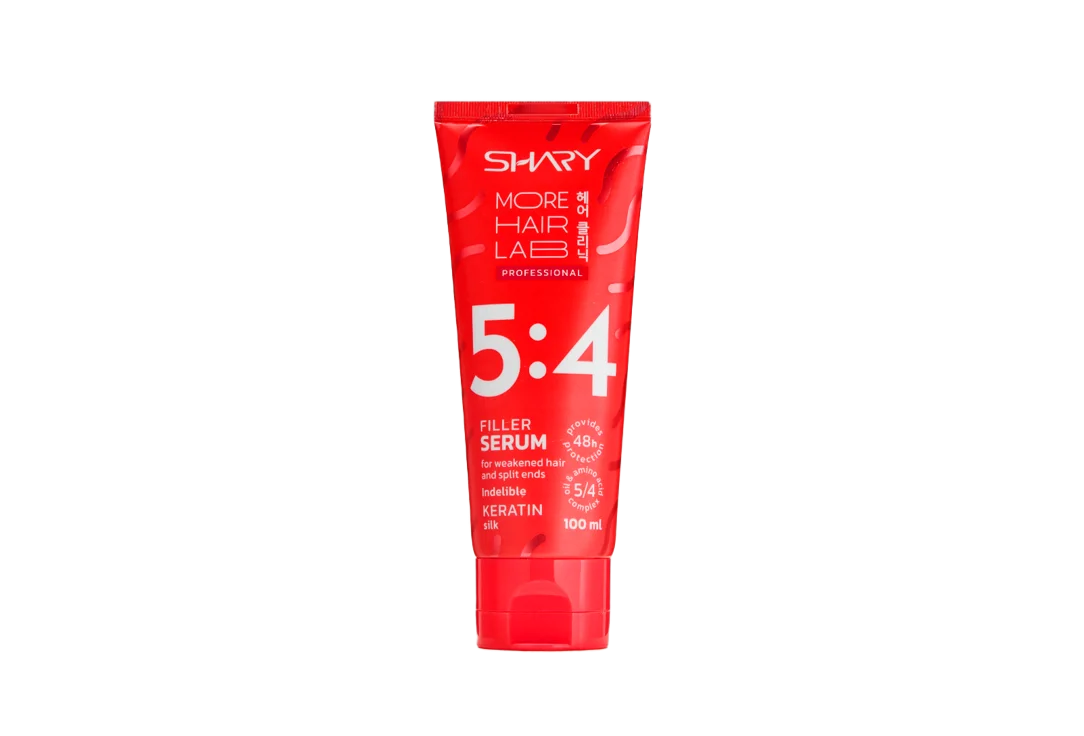 SHARY
MORE
HAIR
LAB
헤어 클리닉
PROFESSIONAL
5:4
FILLER
SERUM
for weakened hair
and split ends
Indelible
KERATIN
silk
provides
48h
protection
oil & amino acid
5/4
complex
100 ml